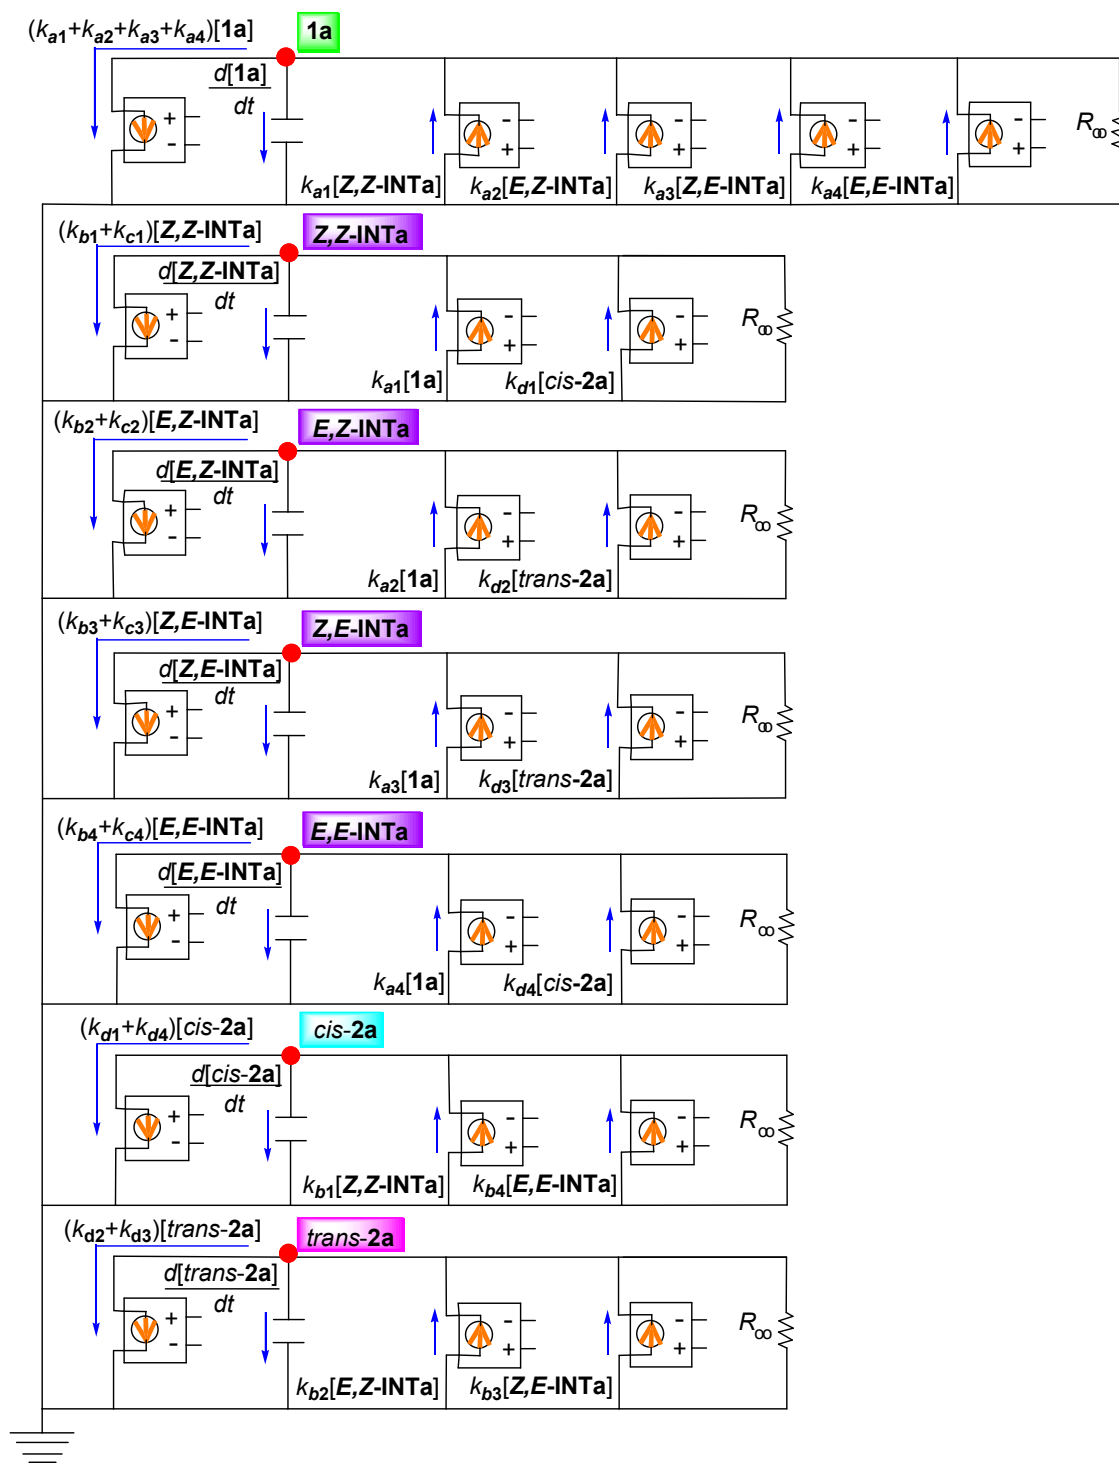 (ka1+ka2+ka3+ka4)[1a] 1a
d[1a]
dt
+ - - - - -
- + + + +
R∞
ka1[Z,Z-INTa] ka2[E,Z-INTa] ka3[Z,E-INTa] ka4[E,E-INTa]
(kb1+kc1)[Z,Z-INTa] Z,Z-INTa
d[Z,Z-INTa]
dt
+ - -
- + +
R∞
ka1[1a] kd1[cis-2a]
(kb2+kc2)[E,Z-INTa] E,Z-INTa
d[E,Z-INTa]
dt
+ - -
- + +
R∞
ka2[1a] kd2[trans-2a]
(kb3+kc3)[Z,E-INTa] Z,E-INTa
d[Z,E-INTa]
dt
+ - -
- + +
R∞
ka3[1a] kd3[trans-2a]
(kb4+kc4)[E,E-INTa] E,E-INTa
d[E,E-INTa]
dt
+ - -
- + +
R∞
ka4[1a] kd4[cis-2a]
(kd1+kd4)[cis-2a] cis-2a
d[cis-2a]
dt
+ - -
- + +
R∞
kb1[Z,Z-INTa] kb4[E,E-INTa]
(kd2+kd3)[trans-2a] trans-2a
d[trans-2a]
dt
+ - -
- + +
R∞
kb2[E,Z-INTa] kb3[Z,E-INTa]